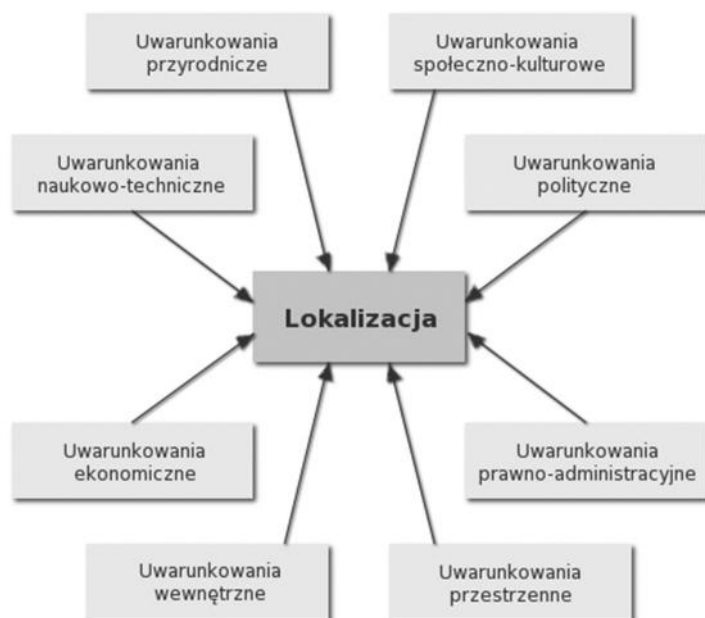 Uwarunkowania
przyrodnicze
Uwarunkowania
społeczno-kulturowe
Uwarunkowania
naukowo-techniczne
Uwarunkowania
polityczne
Lokalizacja
Uwarunkowania
ekonomiczne
Uwarunkowania
prawno-administracyjne
Uwarunkowania
wewnętrzne
Uwarunkowania
przestrzenne